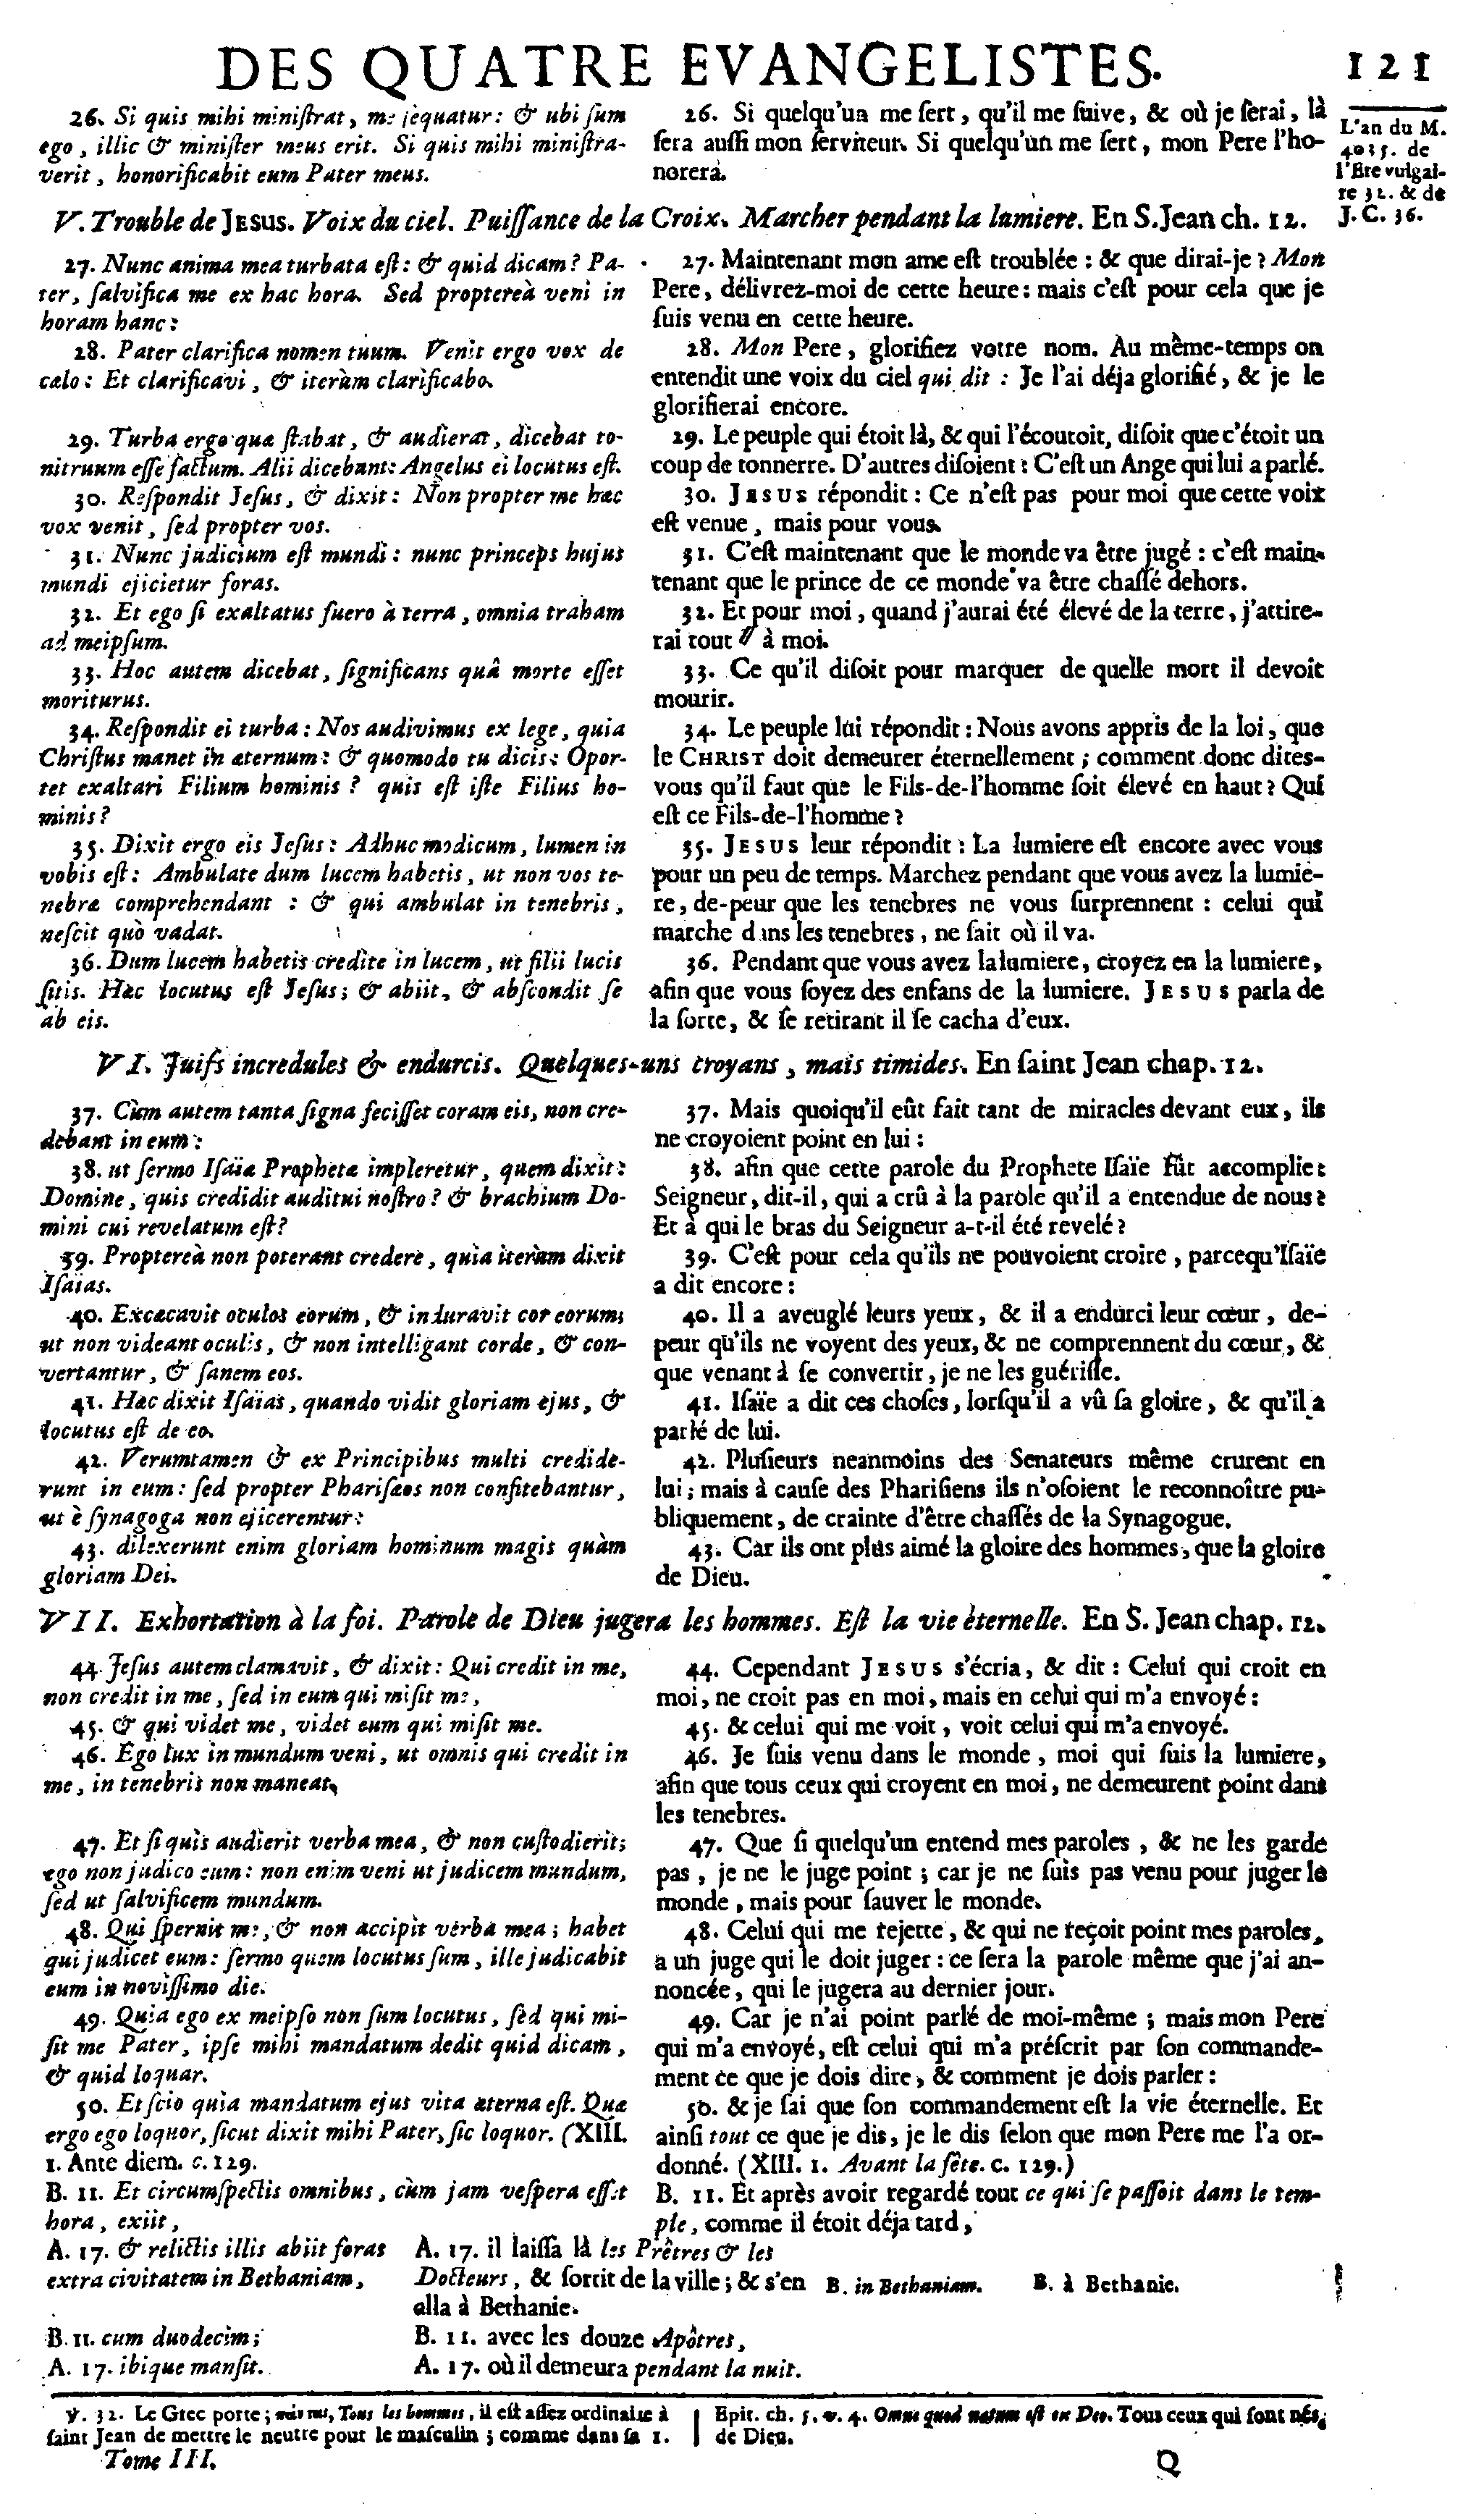 DES QUATRE EVANGELISTES. 121
L'an du M.
4035. de
l'Ere vulgai-
re 32. & de
J. C. 36.
26. Si quis mihi miniſtrat, me ſequatur: & ubi ſum
ego, illic & miniſter meus erit. Si quis mihi miniſtra-
verit, honorificabit eum Pater meus.
26. Si quelqu'un me ſert, qu'il me ſuive, & où je ſerai, là
ſera auſſi mon ſerviteur. Si quelqu'un me ſert, mon Pere l'ho-
norera.
V. Trouble de JESUS. Voix du ciel. Puiſſance de la Croix. Marcher pendant la lumiere. En S. Jean ch. 12.
27. Nunc anima mea turbata eſt: & quid dicam? Pa-
ter, ſalvifica me ex hac hora. Sed proptereà veni in
horam hanc:
28. Pater clarifica nomen tuum. Venit ergo vox de
cælo: Et clarificavi, & iterùm clarificabo.
29. Turba ergo quæ ſtabat, & audierat, dicebat to-
nitruum eſſe factum. Alii dicebant: Angelus ei locutus eſt.
30. Reſpondit Jeſus, & dixit: Non propter me hæc
vox venit, ſed propter vos.
31. Nunc judicium eſt mundi: nunc princeps hujus
mundi ejicietur foras.
32. Et ego ſi exaltatus fuero à terra, omnia traham
ad meipſum.
33. Hoc autem dicebat, ſignificans quâ morte eſſet
moriturus.
34. Reſpondit ei turba: Nos audivimus ex lege, quia
Chriſtus manet in æternum: & quomodo tu dicis: Opor-
tet exaltari Filium hominis? quis eſt iſte Filius ho-
minis?
35. Dixit ergo eis Jeſus: Adhuc modicum, lumen in
vobis eſt: Ambulate dum lucem habetis, ut non vos te-
nebræ comprehendant: & qui ambulat in tenebris,
neſcit quò vadat.
36. Dum lucem habetis credite in lucem, ut filii lucis
ſitis. Hæc locutus eſt Jeſus; & abiit, & abſcondit ſe
ab eis.
27. Maintenant mon ame eſt troublée: & que dirai-je? Mon
Pere, délivrez-moi de cette heure: mais c'eſt pour cela que je
ſuis venu en cette heure.
28. Mon Pere, glorifiez votre nom. Au même-temps on
entendit une voix du ciel qui dit: Je l'ai déja glorifié, & je le
glorifierai encore.
29. Le peuple qui étoit là, & qui l'écoutoit, diſoit que c'étoit un
coup de tonnerre. D'autres diſoient: C'eſt un Ange qui lui a parlé.
30. JESUS répondit: Ce n'eſt pas pour moi que cette voix
eſt venue, mais pour vous.
31. C'eſt maintenant que le monde va être jugé: c'eſt main-
tenant que le prince de ce monde va être chaſſé dehors.
32. Et pour moi, quand j'aurai été élevé de la terre, j'attire-
rai tout à moi.
33. Ce qu'il diſoit pour marquer de quelle mort il devoit
mourir.
34. Le peuple lui répondit: Nous avons appris de la loi, que
le CHRIST doit demeurer éternellement; comment donc dites-
vous qu'il faut que le Fils-de-l'homme ſoit élevé en haut? Qui
eſt ce Fils-de-l'homme?
35. JESUS leur répondit: La lumiere eſt encore avec vous
pour un peu de temps. Marchez pendant que vous avez la lumie-
re, de-peur que les tenebres ne vous ſurprennent: celui qui
marche dans les tenebres, ne ſait où il va.
36. Pendant que vous avez la lumiere, croyez en la lumiere,
afin que vous ſoyez des enfans de la lumiere. JESUS parla de
la ſorte, & ſe retirant il ſe cacha d'eux.
VI. Juifs incredules & endurcis. Quelques-uns croyans, mais timides. En ſaint Jean chap. 12.
37. Cùm autem tanta ſigna feciſſet coram eis, non cre-
debant in eum:
38. ut ſermo Iſaïæ Prophetæ impleretur, quem dixit:
Domine, quis credidit auditui noſtro? & brachium Do-
mini cui revelatum eſt?
39. Proptereà non poterant credere, quia iterùm dixit
Iſaïas.
40. Excæcavit oculos eorum, & induravit cor eorum;
ut non videant oculis, & non intelligant corde, & con-
vertantur, & ſanem eos.
41. Hæc dixit Iſaïas, quando vidit gloriam ejus, &
locutus eſt de eo.
42. Verumtamen & ex Principibus multi credide-
runt in eum: ſed propter Phariſæos non confitebantur,
ut è ſynagoga non ejicerentur:
43. dilexerunt enim gloriam hominum magis quàm
gloriam Dei.
37. Mais quoiqu'il eût fait tant de miracles devant eux, ils
ne croyoient point en lui:
38. afin que cette parole du Prophete Iſaïe fût accomplie:
Seigneur, dit-il, qui a crû à la parole qu'il a entendue de nous?
Et à qui le bras du Seigneur a-t-il été revelé?
39. C'eſt pour cela qu'ils ne pouvoient croire, parcequ'Iſaïe
a dit encore:
40. Il a aveuglé leurs yeux, & il a endurci leur cœur, de-
peur qu'ils ne voyent des yeux, & ne comprennent du cœur, &
que venant à ſe convertir, je ne les guériſſe.
41. Iſaïe a dit ces choſes, lorſqu'il a vû ſa gloire, & qu'il a
parlé de lui.
42. Pluſieurs neanmoins des Senateurs même crurent en
lui; mais à cauſe des Phariſiens ils n'oſoient le reconnoître pu-
bliquement, de crainte d'être chaſſés de la Synagogue.
43. Car ils ont plus aimé la gloire des hommes, que la gloire
de Dieu.
VII. Exhortation à la foi. Parole de Dieu jugera les hommes. Eſt la vie éternelle. En S. Jean chap. 12.
44. Jeſus autem clamavit, & dixit: Qui credit in me,
non credit in me, ſed in eum qui miſit me,
45. & qui videt me, videt eum qui miſit me.
46. Ego lux in mundum veni, ut omnis qui credit in
me, in tenebris non maneat.
47. Et ſi quis audierit verba mea, & non cuſtodierit;
ego non judico eum: non enim veni ut judicem mundum,
ſed ut ſalvificem mundum.
48. Qui ſpernit me, & non accipit verba mea; habet
qui judicet eum: ſermo quem locutus ſum, ille judicabit
eum in noviſſimo die.
49. Quia ego ex meipſo non ſum locutus, ſed qui mi-
ſit me Pater, ipſe mihi mandatum dedit quid dicam,
& quid loquar.
50. Et ſcio quia mandatum ejus vita æterna eſt. Quæ
ergo ego loquor, ſicut dixit mihi Pater, ſic loquor. (XIII.
1. Ante diem. c. 129.
B. 11. Et circumſpectis omnibus, cùm jam veſpera eſſet
hora, exiit,
44. Cependant JESUS s'écria, & dit: Celui qui croit en
moi, ne croit pas en moi, mais en celui qui m'a envoyé:
45. & celui qui me voit, voit celui qui m'a envoyé.
46. Je ſuis venu dans le monde, moi qui ſuis la lumiere,
afin que tous ceux qui croyent en moi, ne demeurent point dans
les tenebres.
47. Que ſi quelqu'un entend mes paroles, & ne les garde
pas, je ne le juge point; car je ne ſuis pas venu pour juger le
monde, mais pour ſauver le monde.
48. Celui qui me rejette, & qui ne reçoit point mes paroles,
a un juge qui le doit juger: ce ſera la parole même que j'ai an-
noncée, qui le jugera au dernier jour.
49. Car je n'ai point parlé de moi-même; mais mon Pere
qui m'a envoyé, eſt celui qui m'a préſcrit par ſon commande-
ment ce que je dois dire, & comment je dois parler:
50. & je ſai que ſon commandement eſt la vie éternelle. Et
ainſi tout ce que je dis, je le dis ſelon que mon Pere me l'a or-
donné. (XIII. 1. Avant la fête. c. 129.)
B. 11. Et après avoir regardé tout ce qui ſe paſſoit dans le tem-
ple, comme il étoit déja tard,
A. 17. & relictis illis abiit foras
extra civitatem in Bethaniam,
B. 11. cum duodecim;
A. 17. ibique manſit.
A. 17. il laiſſa là les Prêtres & les
Docteurs, & ſortit de la ville; & s'en
alla à Bethanie.
B. 11. avec les douze Apôtres,
A. 17. où il demeura pendant la nuit.
B. in Bethaniam.
B. à Bethanie.
℣. 32. Le Grec porte; Tous les hommes, il eſt aſſez ordinaire à
ſaint Jean de mettre le neutre pour le maſculin; comme dans ſa 1.
Epit. ch. 5. v. 4. Omne quod natum eſt ex Deo. Tous ceux qui ſont nés
de Dieu.
Tome III. Q